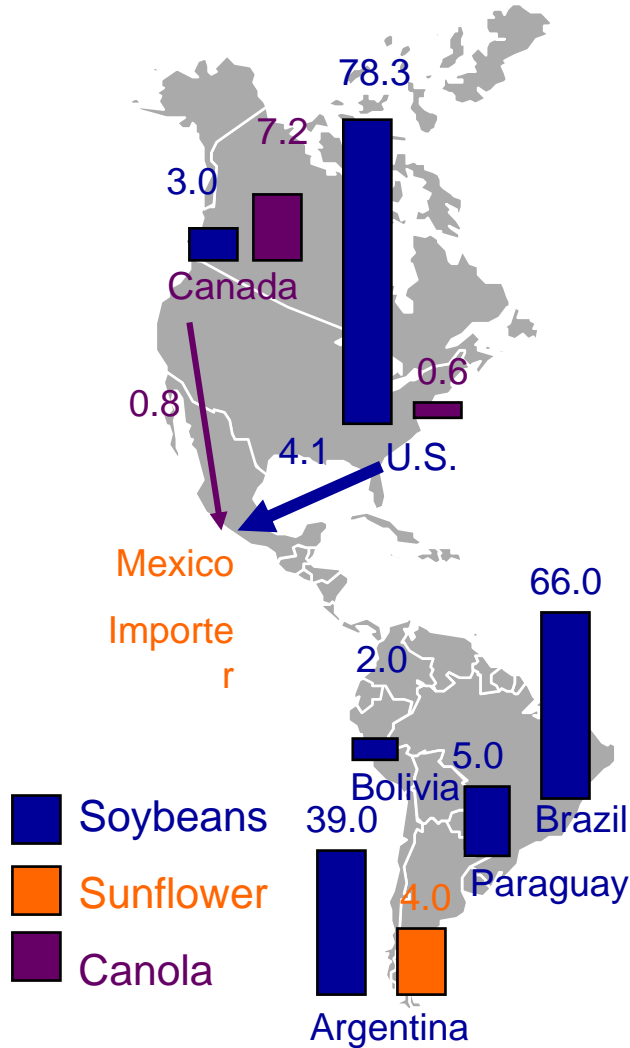 78.3
7.2
3.0
Canada
0.6
0.8
4.1
U.S.
Mexico
Importe
r
66.0
2.0
5.0
Bolivia
Brazil
Soybeans
39.0
Paraguay
Sunflower
4.0
Canola
Argentina